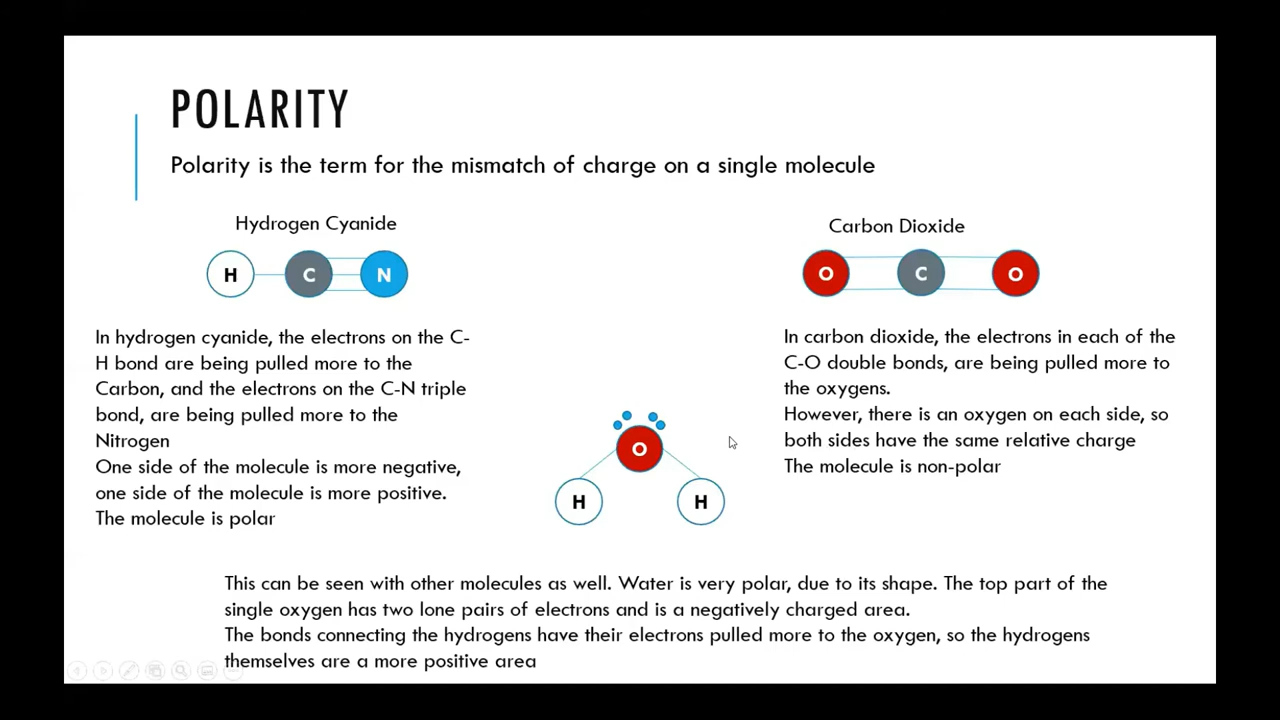 POLARITY
Polarity is the term for the mismatch of charge on a single molecule
Hydrogen Cyanide
H C N
In hydrogen cyanide, the electrons on the C-
H bond are being pulled more to the
Carbon, and the electrons on the C-N triple
bond, are being pulled more to the
Nitrogen
One side of the molecule is more negative,
one side of the molecule is more positive.
The molecule is polar
O
H H
Carbon Dioxide
O C O
In carbon dioxide, the electrons in each of the
C-O double bonds, are being pulled more to
the oxygens.
However, there is an oxygen on each side, so
both sides have the same relative charge
The molecule is non-polar
This can be seen with other molecules as well. Water is very polar, due to its shape. The top part of the
single oxygen has two lone pairs of electrons and is a negatively charged area.
The bonds connecting the hydrogens have their electrons pulled more to the oxygen, so the hydrogens
themselves are a more positive area